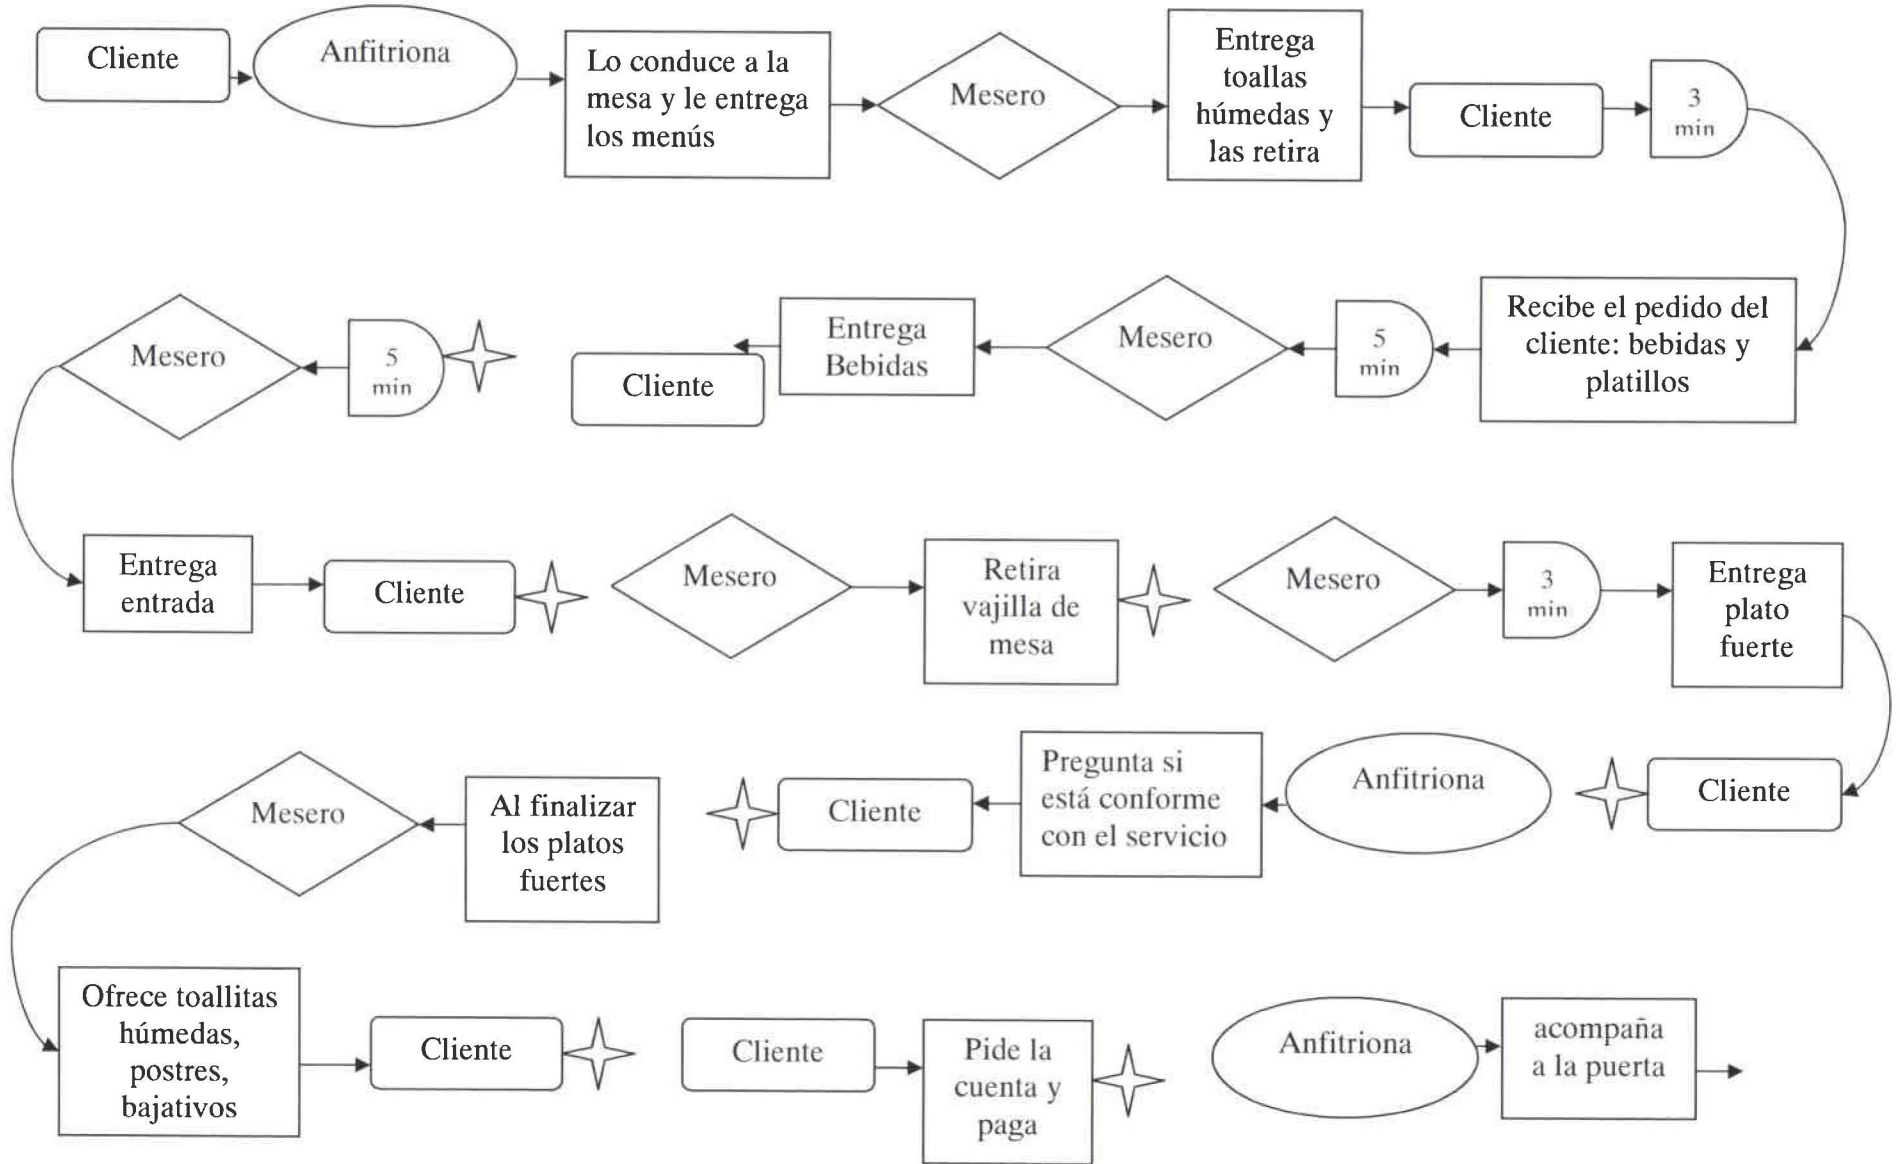 Cliente
Anfitriona
Lo conduce a la
mesa y le entrega
los menús
Mesero
Entrega
toallas
húmedas y
las retira
Cliente
3
min
Recibe el pedido del
cliente: bebidas y
platillos
5
min
Mesero
Entrega
Bebidas
Cliente
5
min
Mesero
Entrega
entrada
Cliente
Mesero
Retira
vajilla de
mesa
Mesero
3
min
Entrega
plato
fuerte
Cliente
Anfitriona
Pregunta si
está conforme
con el servicio
Cliente
Al finalizar
los platos
fuertes
Mesero
Ofrece toallitas
húmedas,
postres,
bajativos
Cliente
Cliente
Pide la
cuenta y
paga
Anfitriona
acompaña
a la puerta